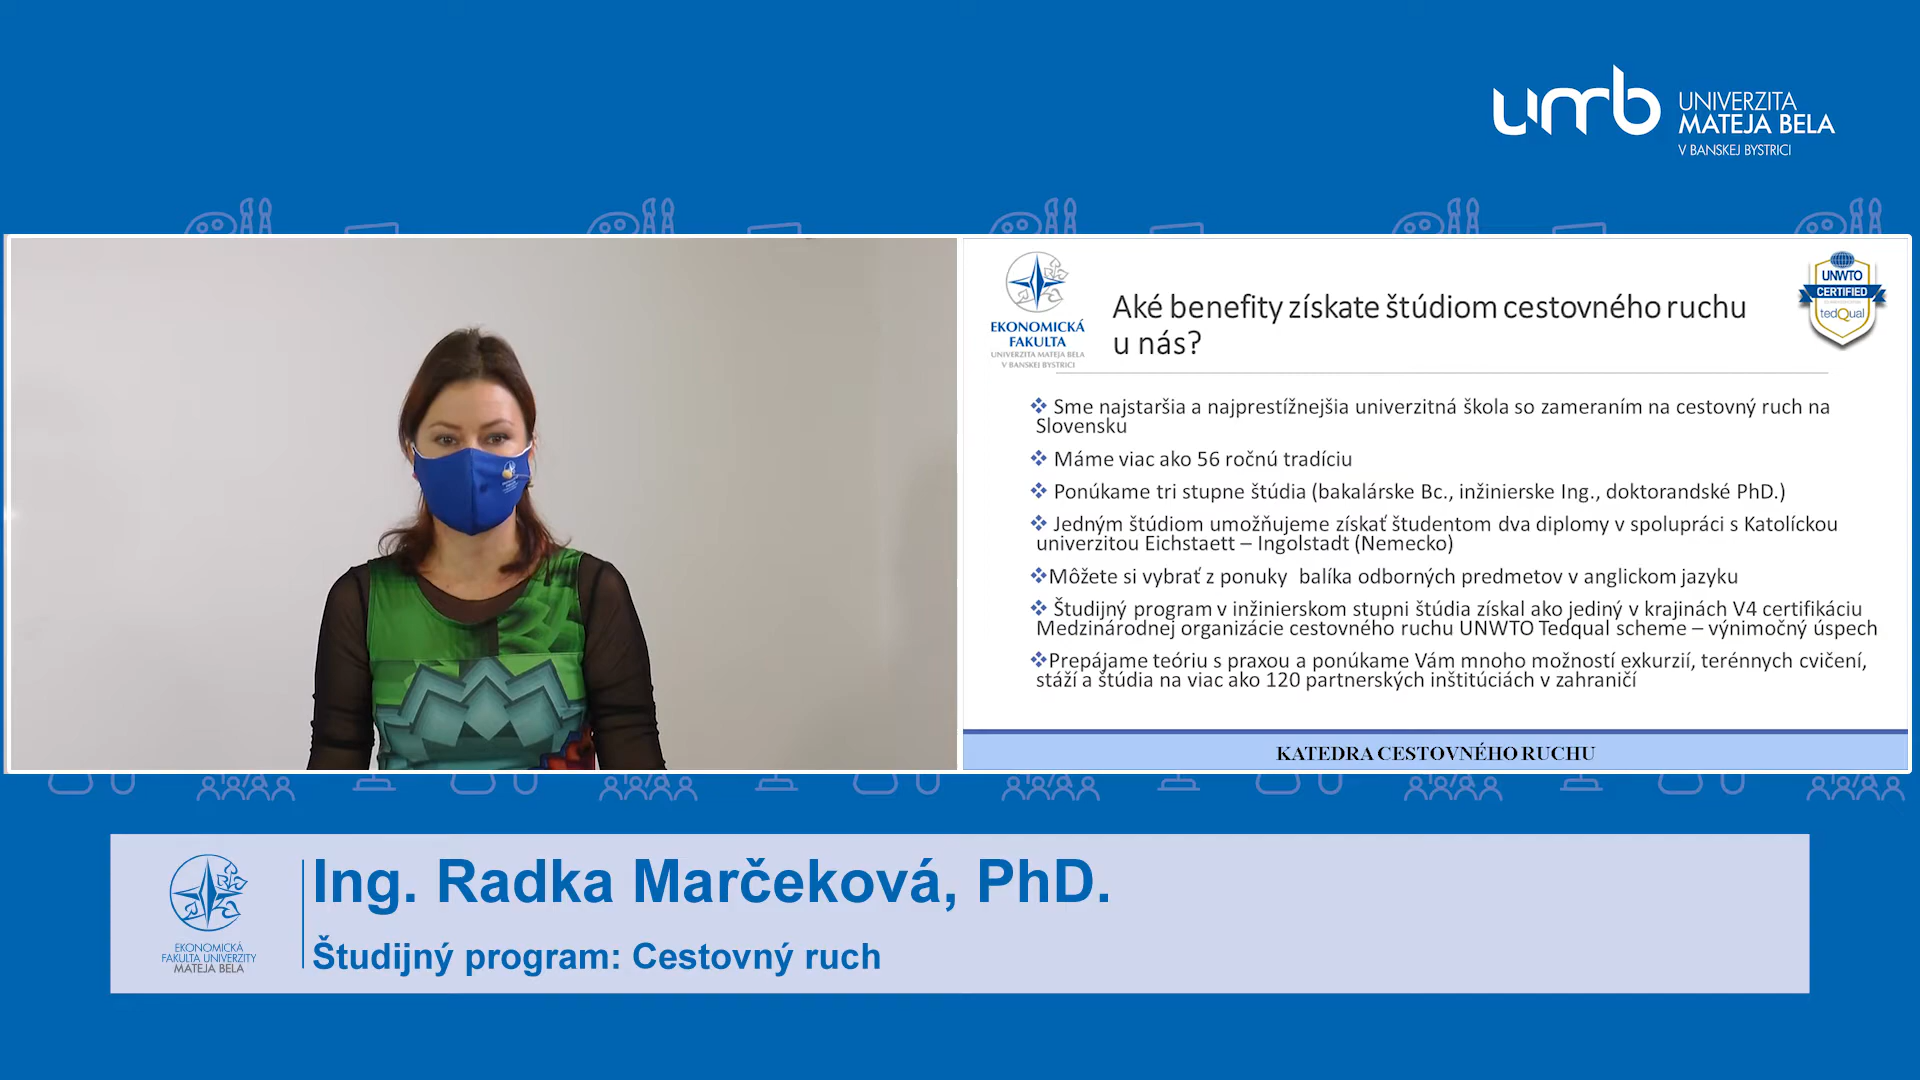 umb
UNIVERZITA
MATEJA BELA
V BANSKEJ BYSTRICI
EKONOMICKÁ
FAKULTA
UNIVERZITA MATEJA BELA
V BANSKEJ BYSTRICI
Aké benefity získate štúdiom cestovného ruchu
u nás?
UNWTO
CERTIFIED
tedQual
Sme najstaršia a najprestížnejšia univerzitná škola so zameraním na cestovný ruch na
Slovensku
Máme viac ako 56 ročnú tradíciu
Ponúkame tri stupne štúdia (bakalárske Bc., inžinierske Ing., doktorandské PhD.)
Jedným štúdiom umožňujeme získať študentom dva diplomy v spolupráci s Katolíckou
univerzitou Eichstaett – Ingolstadt (Nemecko)
Môžete si vybrať z ponuky balíka odborných predmetov v anglickom jazyku
Študijný program v inžinierskom stupni štúdia získal ako jediný v krajinách V4 certifikáciu
Medzinárodnej organizácie cestovného ruchu UNWTO Tedqual scheme – výnimočný úspech
Prepájame teóriu s praxou a ponúkame Vám mnoho možností exkurzií, terénnych cvičení,
stáží a štúdia na viac ako 120 partnerských inštitúciách v zahraničí
KATEDRA CESTOVNÉHO RUCHU
EKONOMICKÁ
FAKULTA UNIVERZITY
MATEJA BELA
Ing. Radka Marčeková, PhD.
Študijný program: Cestovný ruch